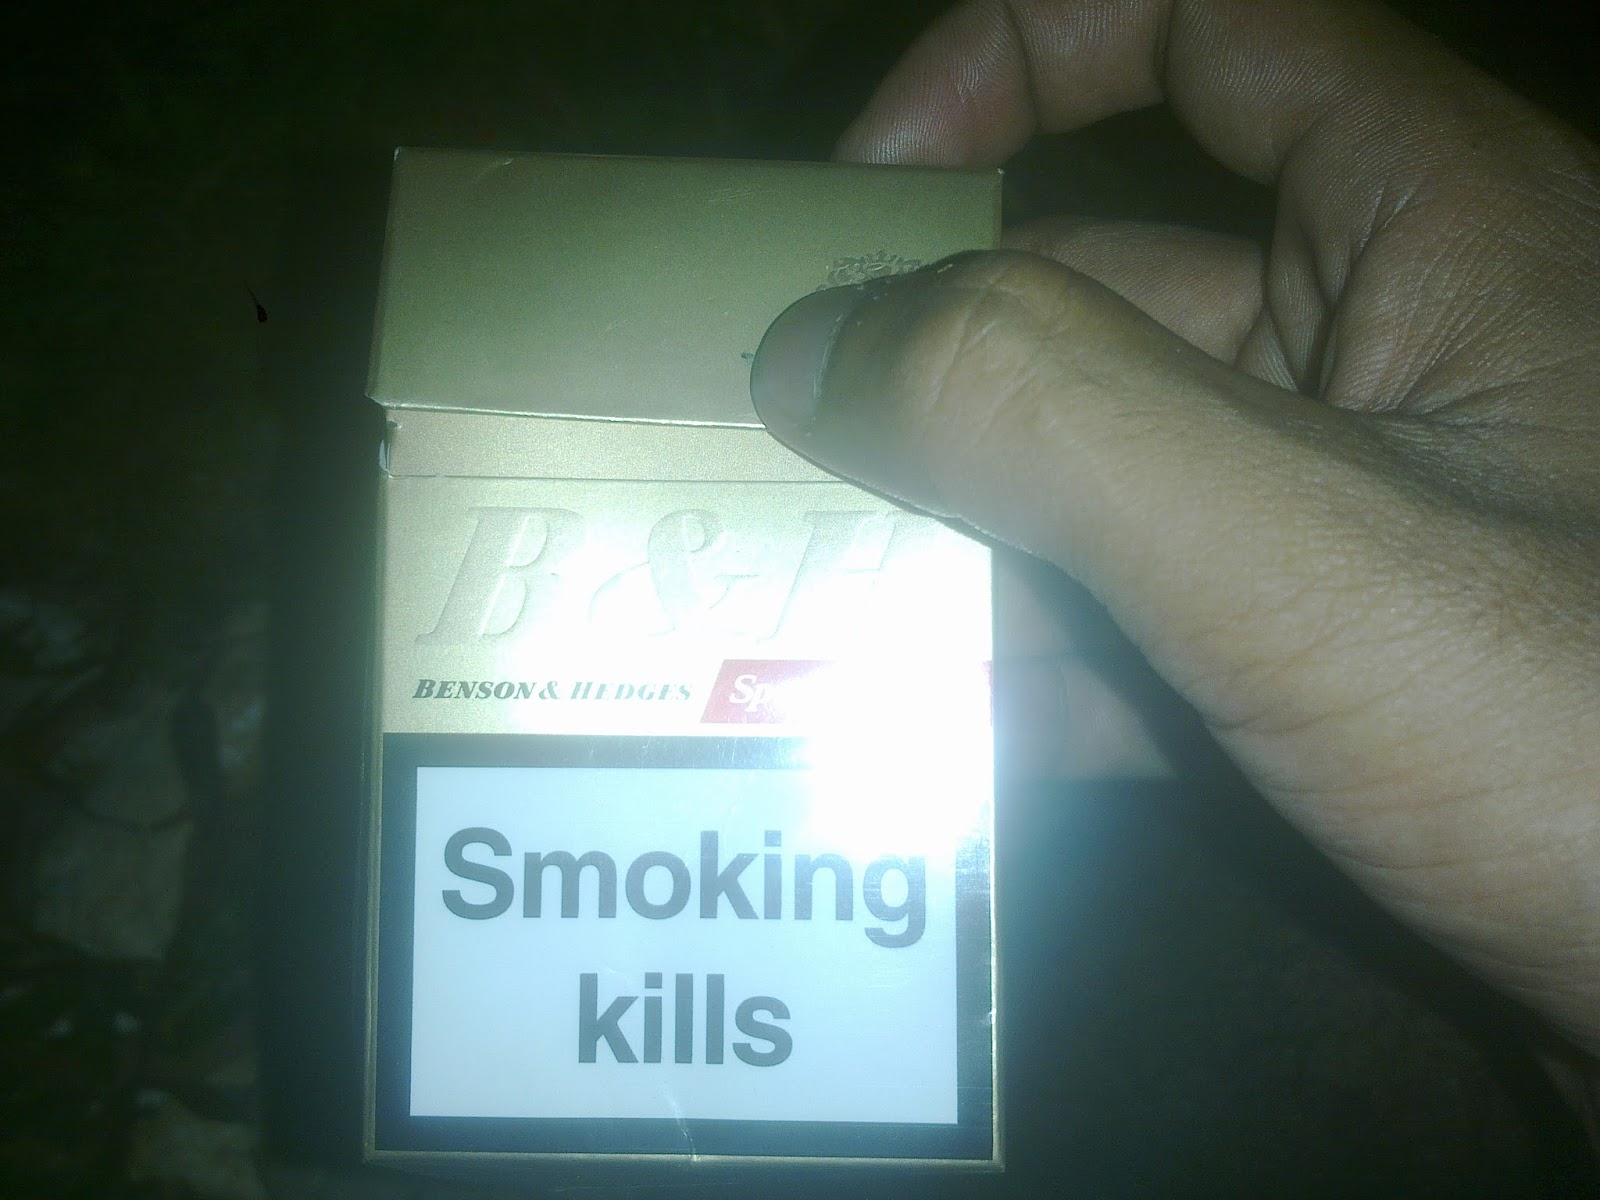 B &
BENSON & HEDGES
Smoking
kills